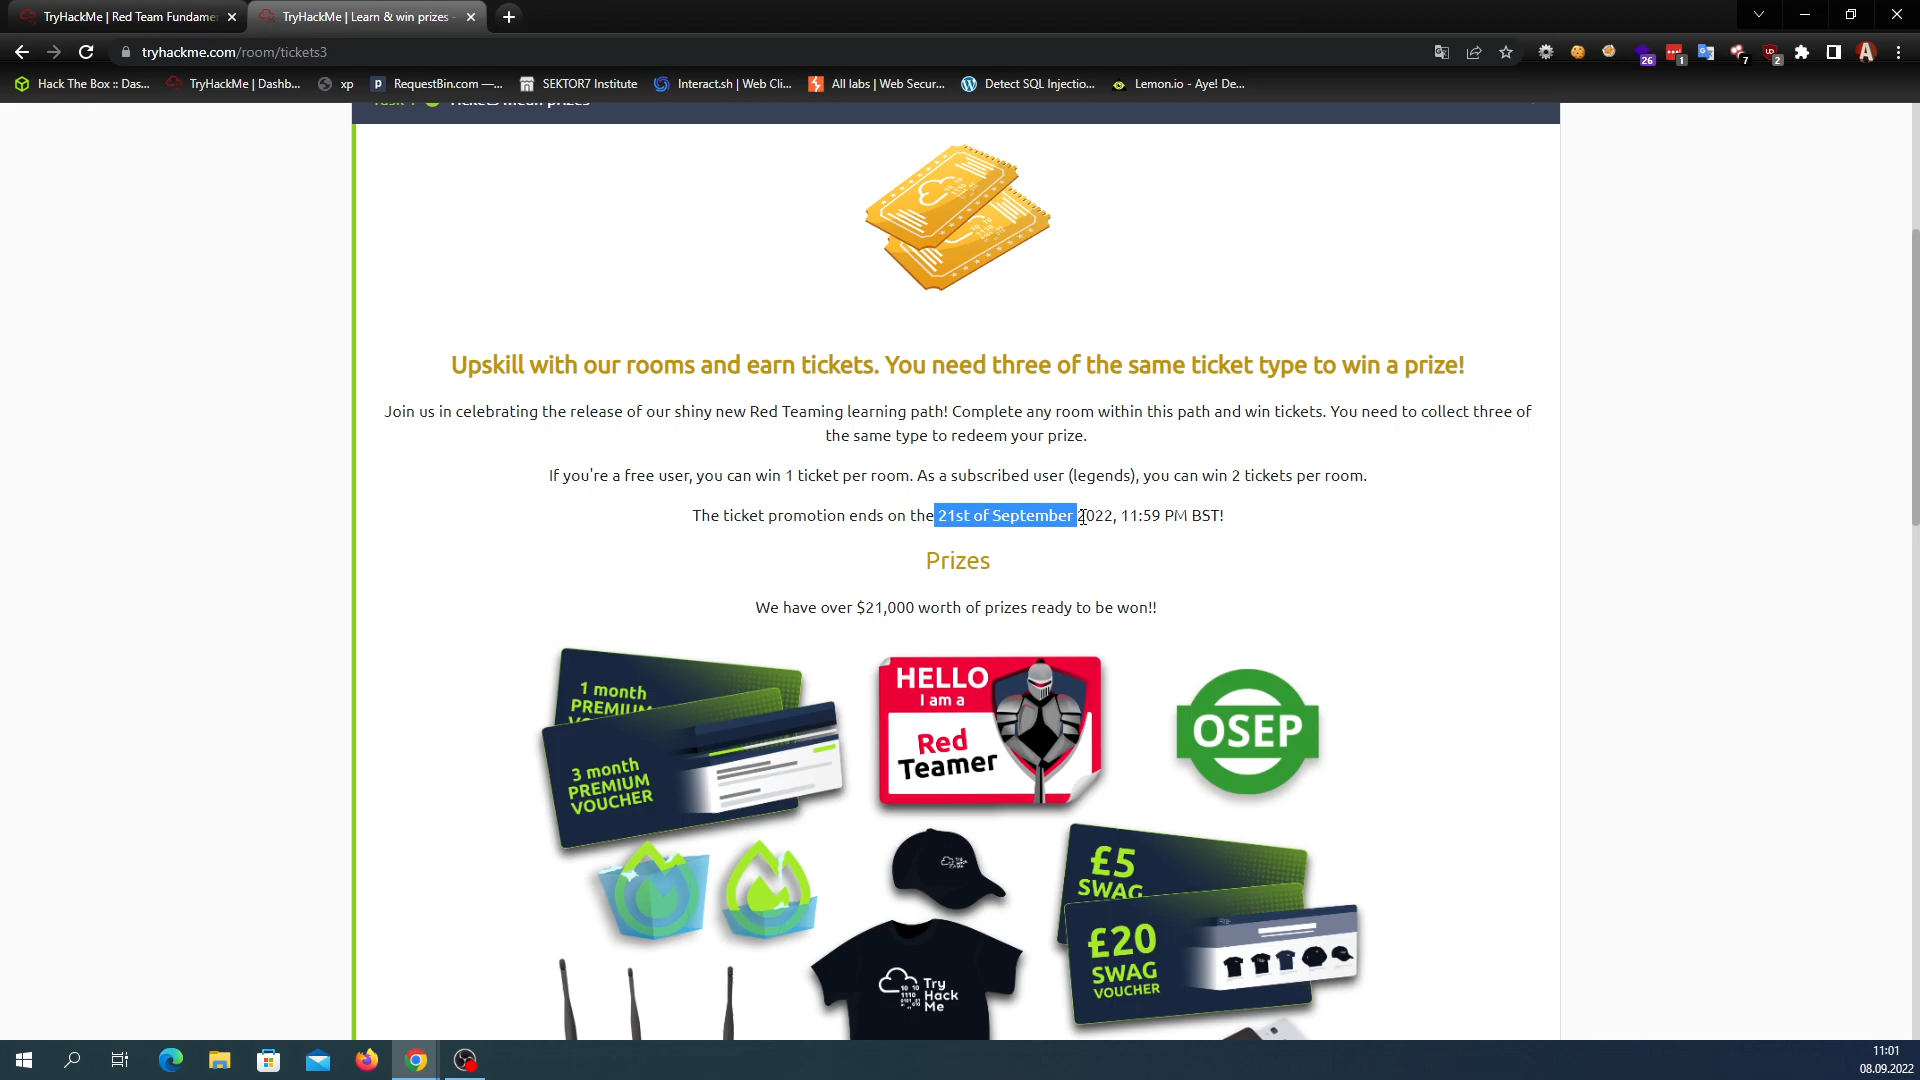 TryHackMe | Red Team Fundamer
TryHackMe | Learn & win prizes -
tryhackme.com/room/tickets3
26
1
7
2
Hack The Box :: Das...
TryHackMe | Dashb...
xp
RequestBin.com —...
SEKTOR7 Institute
Interact.sh | Web Cli...
All labs | Web Secur...
Detect SQL Injectio...
Lemon.io - Aye! De...
Upskill with our rooms and earn tickets. You need three of the same ticket type to win a prize!
Join us in celebrating the release of our shiny new Red Teaming learning path! Complete any room within this path and win tickets. You need to collect three of
the same type to redeem your prize.
If you're a free user, you can win 1 ticket per room. As a subscribed user (legends), you can win 2 tickets per room.
The ticket promotion ends on the 21st of September 2022, 11:59 PM BST!
Prizes
We have over $21,000 worth of prizes ready to be won!!
1 month
PREMIUM
3 month
PREMIUM
VOUCHER
HELLO
I am a
Red
Teamer
OSEP
£5
SWAG
£20
SWAG
VOUCHER
Try
Hack
Me
11:01
08.09.2022